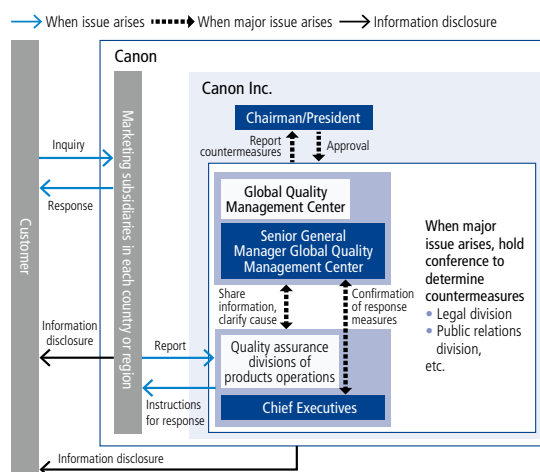 When issue arises
When major issue arises
Information disclosure
Canon
Canon Inc.
Chairman/President
Report
countermeasures
Approval
Inquiry
Response
Customer
Marketing subsidiaries in each country or region
Global Quality
Management Center
Senior General
Manager Global Quality
Management Center
When major
issue arises, hold
conference to
determine
countermeasures
• Legal division
• Public relations
division,
etc.
Share
information,
clarify cause
Confirmation
of response
measures
Information
disclosure
Report
Quality assurance
divisions of
products operations
Instructions
for response
Chief Executives
Information disclosure